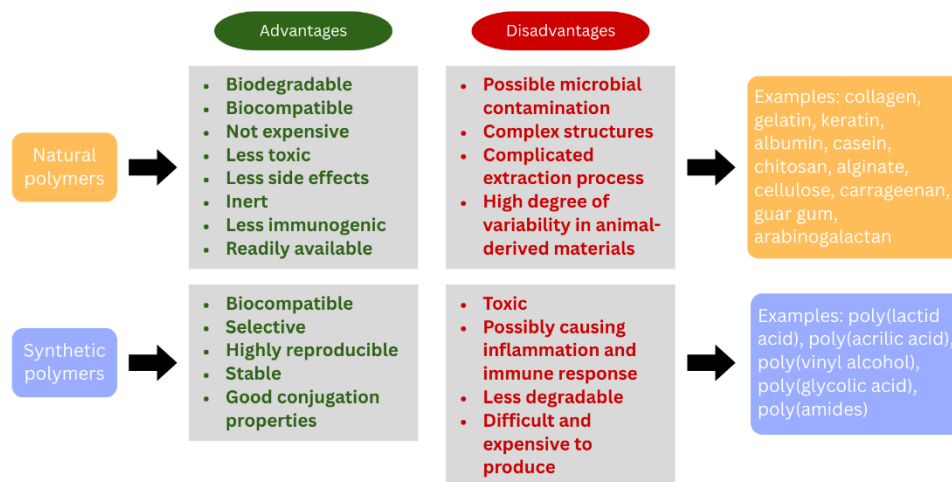 Advantages
Disadvantages
Natural
polymers
• Biodegradable
• Biocompatible
• Not expensive
• Less toxic
• Less side effects
• Inert
• Less immunogenic
• Readily available
• Possible microbial
contamination
• Complex structures
• Complicated
extraction process
• High degree of
variability in animal-
derived materials
Examples: collagen,
gelatin, keratin,
albumin, casein,
chitosan, alginate,
cellulose, carrageenan,
guar gum,
arabinogalactan
Synthetic
polymers
• Biocompatible
• Selective
• Highly reproducible
• Stable
• Good conjugation
properties
• Toxic
• Possibly causing
inflammation and
immune response
• Less degradable
• Difficult and
expensive to
produce
Examples: poly(lactid
acid), poly(acrilic acid),
poly(vinyl alcohol),
poly(glycolic acid),
poly(amides)